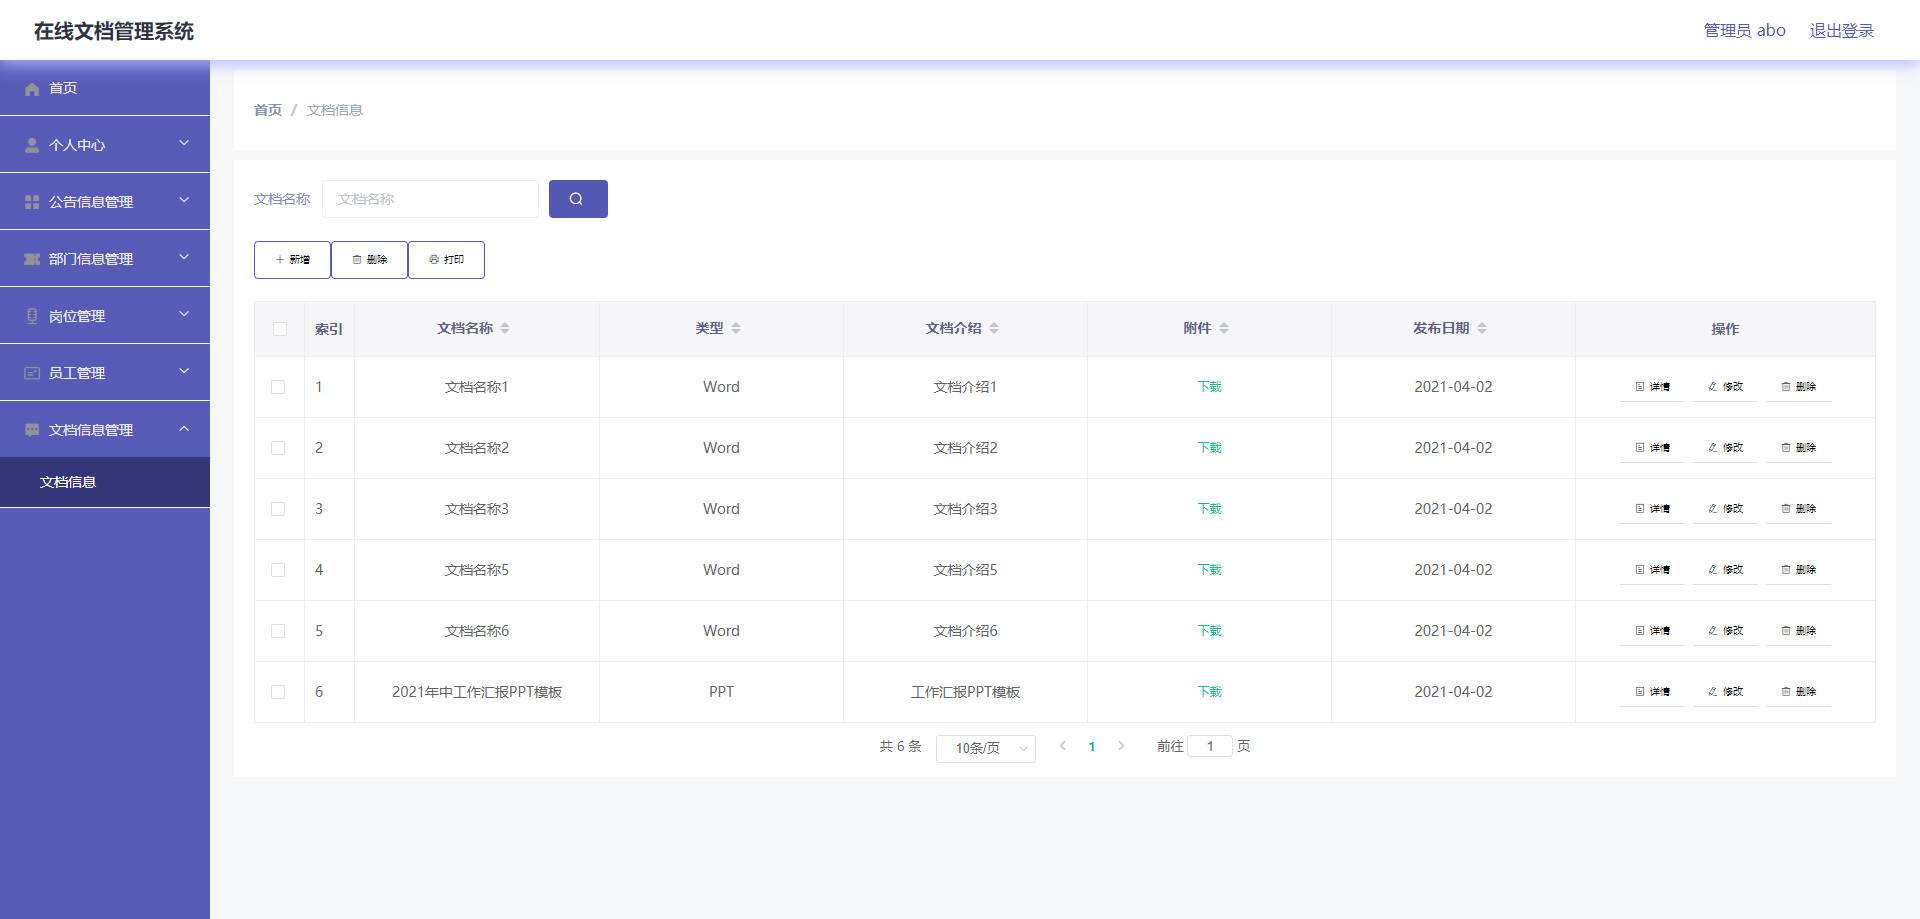 在线文档管理系统
管理员 abo 退出登录
首页
个人中心
公告信息管理
部门信息管理
岗位管理
员工管理
文档信息管理
文档信息
首页 / 文档信息
文档名称 文档名称
新增 删除 打印
索引 文档名称 类型 文档介绍 附件 发布日期 操作
1 文档名称1 Word 文档介绍1 下载 2021-04-02 详情 修改 删除
2 文档名称2 Word 文档介绍2 下载 2021-04-02 详情 修改 删除
3 文档名称3 Word 文档介绍3 下载 2021-04-02 详情 修改 删除
4 文档名称5 Word 文档介绍5 下载 2021-04-02 详情 修改 删除
5 文档名称6 Word 文档介绍6 下载 2021-04-02 详情 修改 删除
6 2021年中工作汇报PPT模板 PPT 工作汇报PPT模板 下载 2021-04-02 详情 修改 删除
共 6 条 10条/页 1 前往 1 页